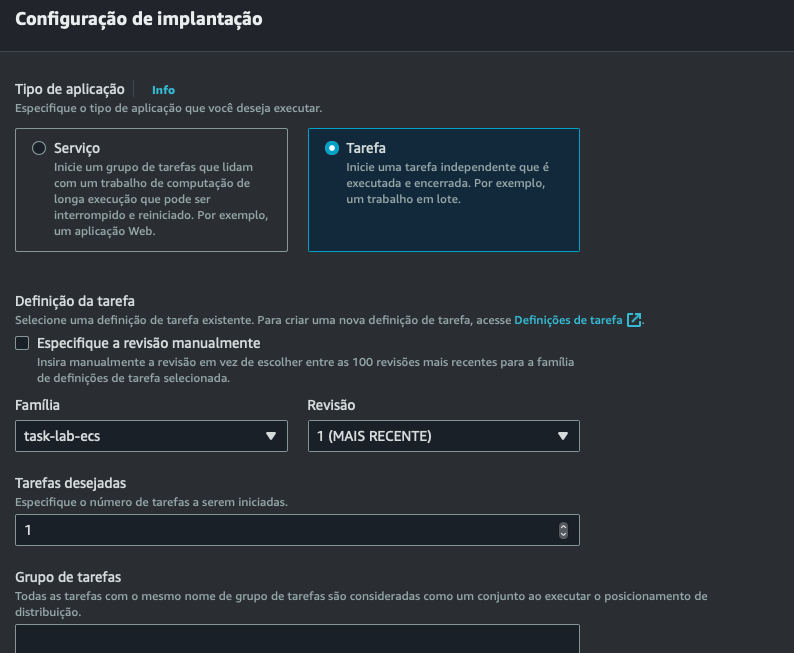 Configuração de implantação
Tipo de aplicação
Info
Especifique o tipo de aplicação que você deseja executar.
Serviço
Inicie um grupo de tarefas que lidam
com um trabalho de computação de
longa execução que pode ser
interrompido e reiniciado. Por exemplo,
um aplicação Web.
Tarefa
Inicie uma tarefa independente que é
executada e encerrada. Por exemplo,
um trabalho em lote.
Definição da tarefa
Selecione uma definição de tarefa existente. Para criar uma nova definição de tarefa, acesse Definições de tarefa.
Especifique a revisão manualmente
Insira manualmente a revisão em vez de escolher entre as 100 revisões mais recentes para a família
de definições de tarefa selecionada.
Família
task-lab-ecs
Revisão
1 (MAIS RECENTE)
Tarefas desejadas
Especifique o número de tarefas a serem iniciadas.
1
Grupo de tarefas
Todas as tarefas com o mesmo nome de grupo de tarefas são consideradas como um conjunto ao executar o posicionamento de
distribuição.